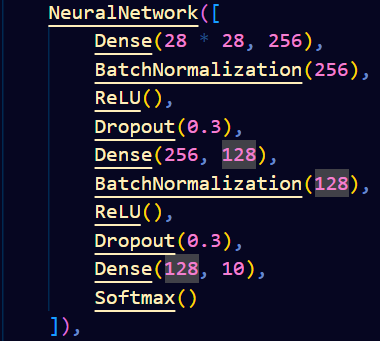 NeuralNetwork([
Dense(28 * 28, 256),
BatchNormalization(256),
ReLU(),
Dropout(0.3),
Dense(256, 128),
BatchNormalization(128),
ReLU(),
Dropout(0.3),
Dense(128, 10),
Softmax()
]),